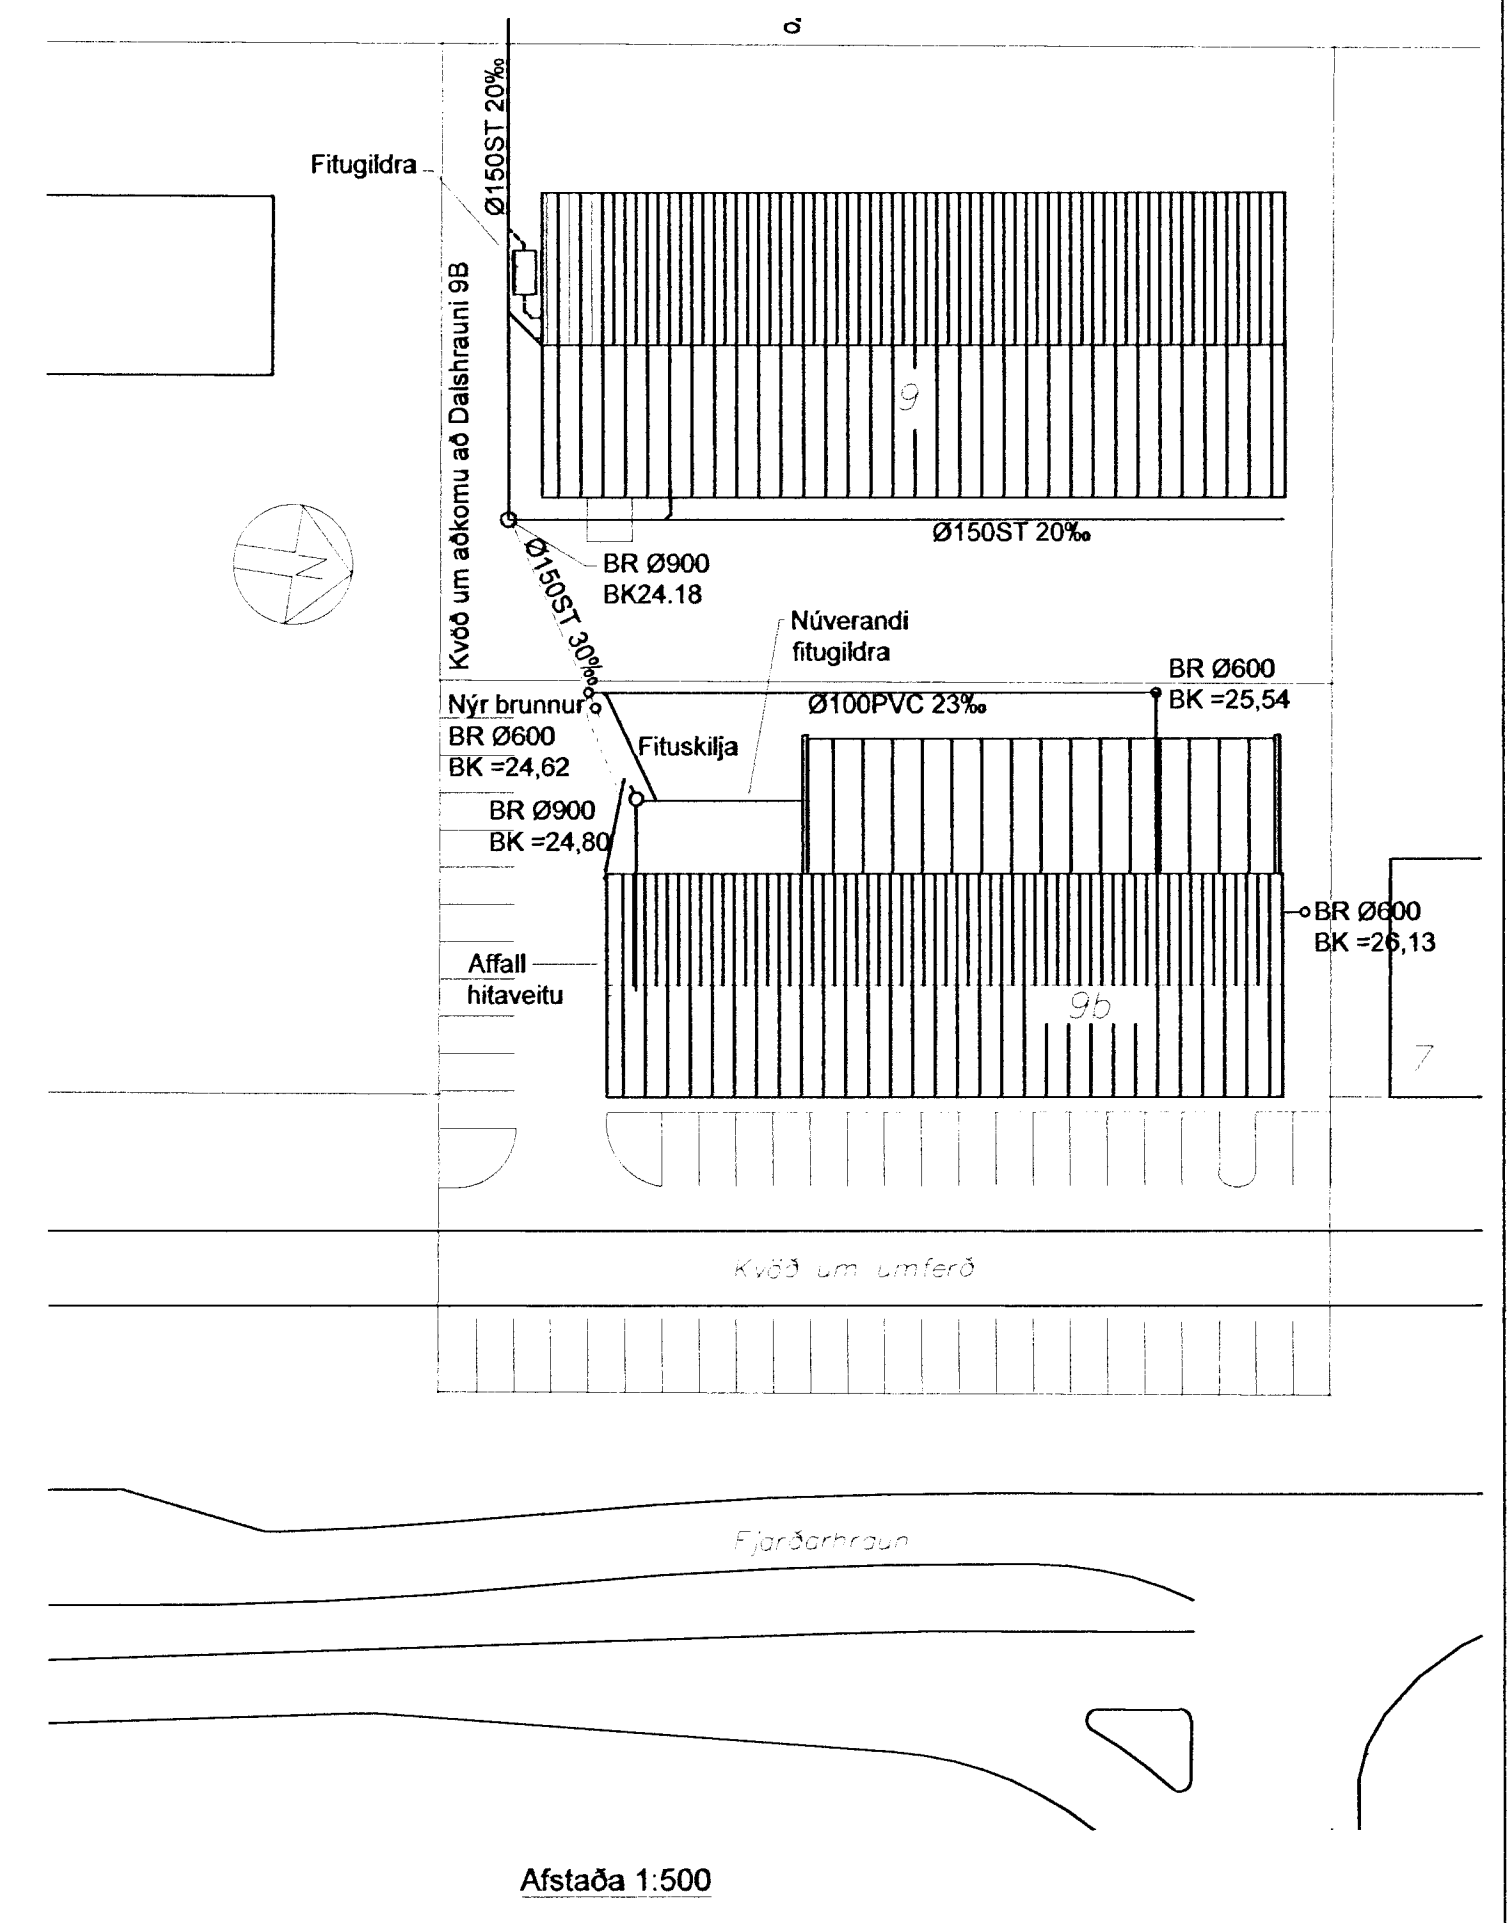 Ø150ST 20‰
Fitugildra
Kvöð um aðkomu að Dalshrauni 9B
9
Ø150ST 20‰
Ø150ST 30‰
BR Ø900
BK24.18
Núverandi
fitugildra
BR Ø600
BK =25,54
Ø100PVC 23‰
Nýr brunnur
BR Ø600
BK =24,62
Fituskilja
BR Ø900
BK =24,80
BR Ø600
BK =26,13
Affall
hitaveitu
9b
7
Kvöð um umferð
Fjarðarhraun
Afstaða 1:500
N